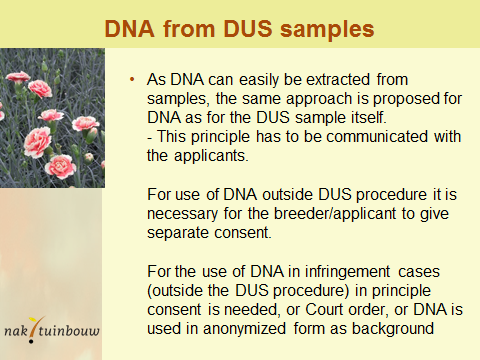 DNA from DUS samples
• As DNA can easily be extracted from
samples, the same approach is proposed for
DNA as for the DUS sample itself.
- This principle has to be communicated with
the applicants.
For use of DNA outside DUS procedure it is
necessary for the breeder/applicant to give
separate consent.
For the use of DNA in infringement cases
(outside the DUS procedure) in principle
consent is needed, or Court order, or DNA is
used in anonymized form as background
nak tuinbouw